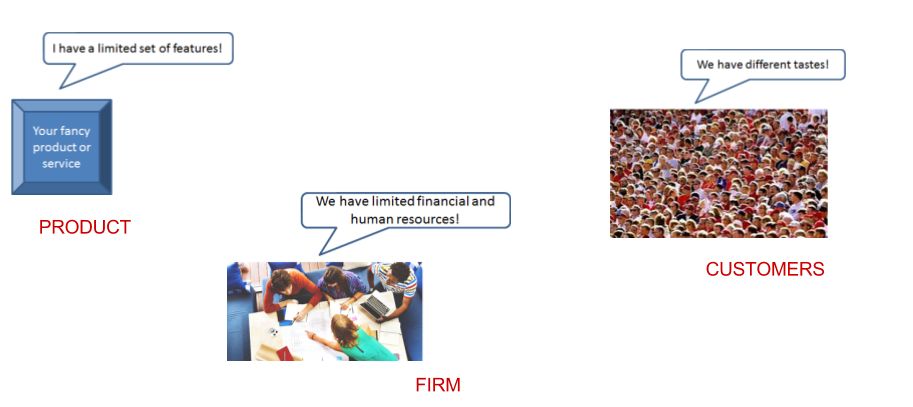 I have a limited set of features!
We have different tastes!
Your fancy
product or
service
We have limited financial and
human resources!
PRODUCT
CUSTOMERS
FIRM